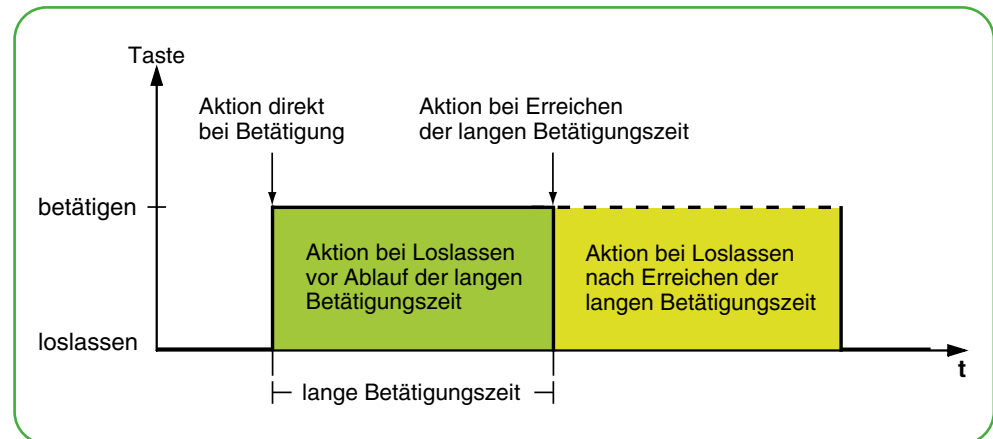 Taste
Aktion direkt
bei Betätigung
Aktion bei Erreichen
der langen Betätigungszeit
betätigen
Aktion bei Loslassen
vor Ablauf der langen
Betätigungszeit
Aktion bei Loslassen
nach Erreichen der
langen Betätigungszeit
loslassen
t
lange Betätigungszeit